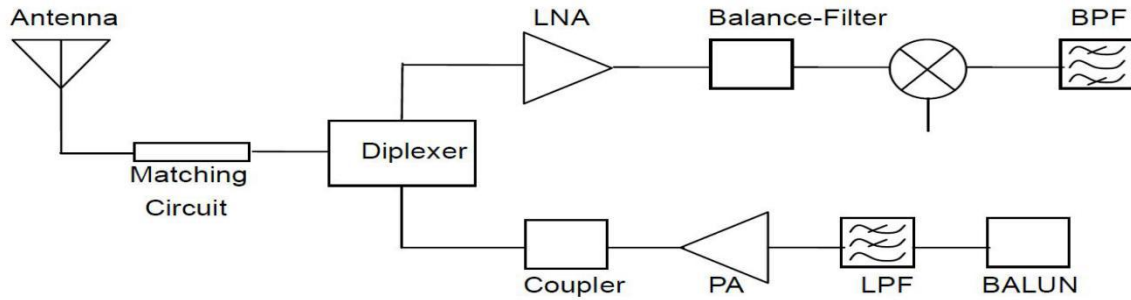 Antenna
LNA
Balance-Filter
BPF
Diplexer
Matching
Circuit
Coupler
PA
LPF
BALUN